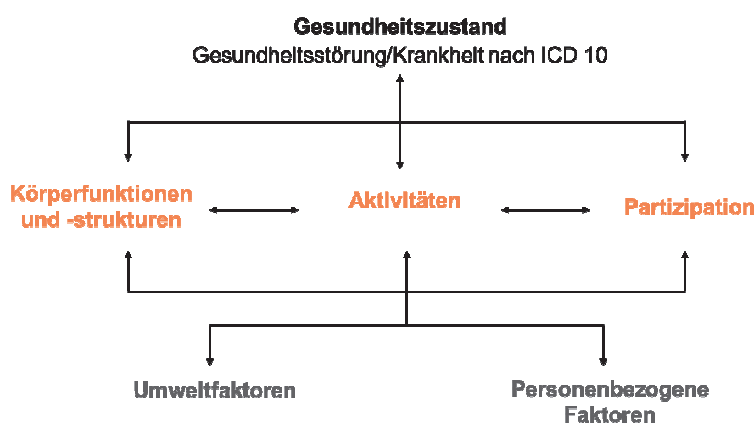 Gesundheitszustand
Gesundheitsstörung/Krankheit nach ICD 10
Körperfunktionen
und -strukturen
Aktivitäten
Partizipation
Umweltfaktoren
Personenbezogene
Faktoren